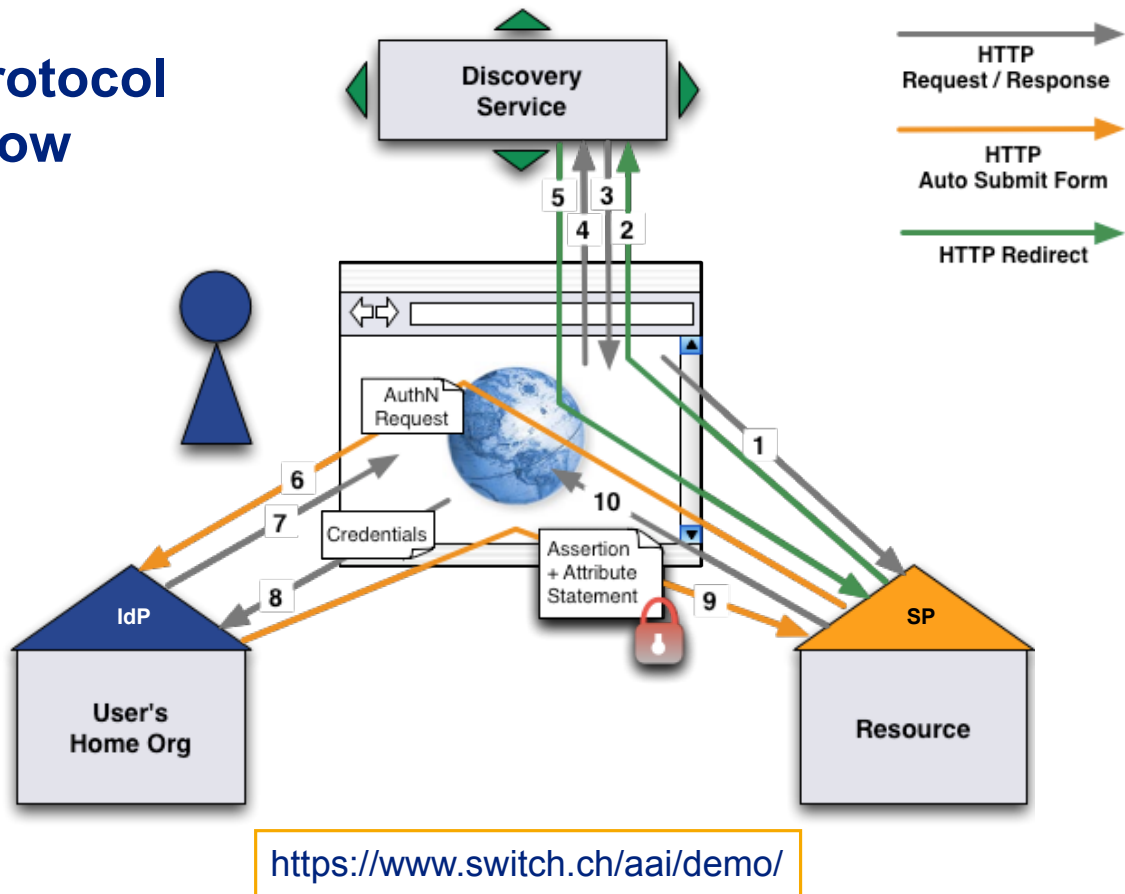 rotocol
ow
Discovery
Service
HTTP
Request / Response
HTTP
Auto Submit Form
HTTP Redirect
5
3
4
2
AuthN
Request
1
6
10
7
Credentials
Assertion
+ Attribute
Statement
8
9
IdP
SP
User's
Home Org
Resource
https://www.switch.ch/aai/demo/